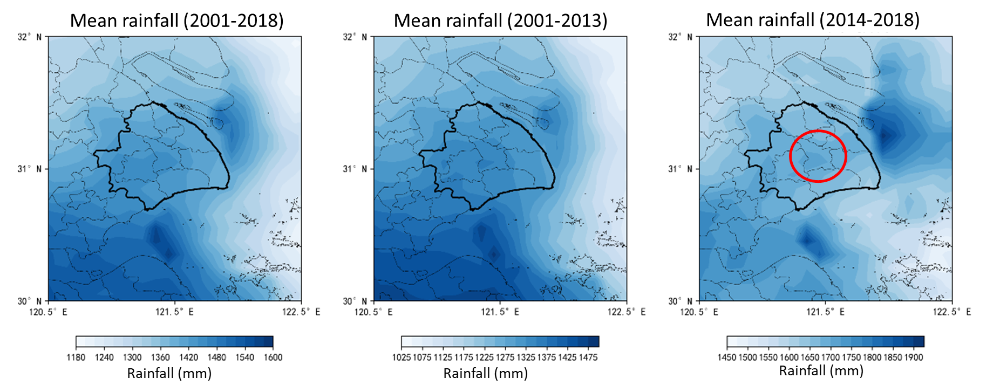 Mean rainfall (2001-2018)
Mean rainfall (2001-2013)
Mean rainfall (2014-2018)
32° N
31° N
30° N
120.5° E
121.5° E
122.5° E
32° N
31° N
30° N
120.5° E
121.5° E
122.5° E
32° N
31° N
30° N
120.5° E
121.5° E
122.5° E
1180 1240 1300 1360 1420 1480 1540 1600
Rainfall (mm)
1025 1075 1125 1175 1225 1275 1325 1375 1425 1475
Rainfall (mm)
1450 1500 1550 1600 1650 1700 1750 1800 1850 1900
Rainfall (mm)